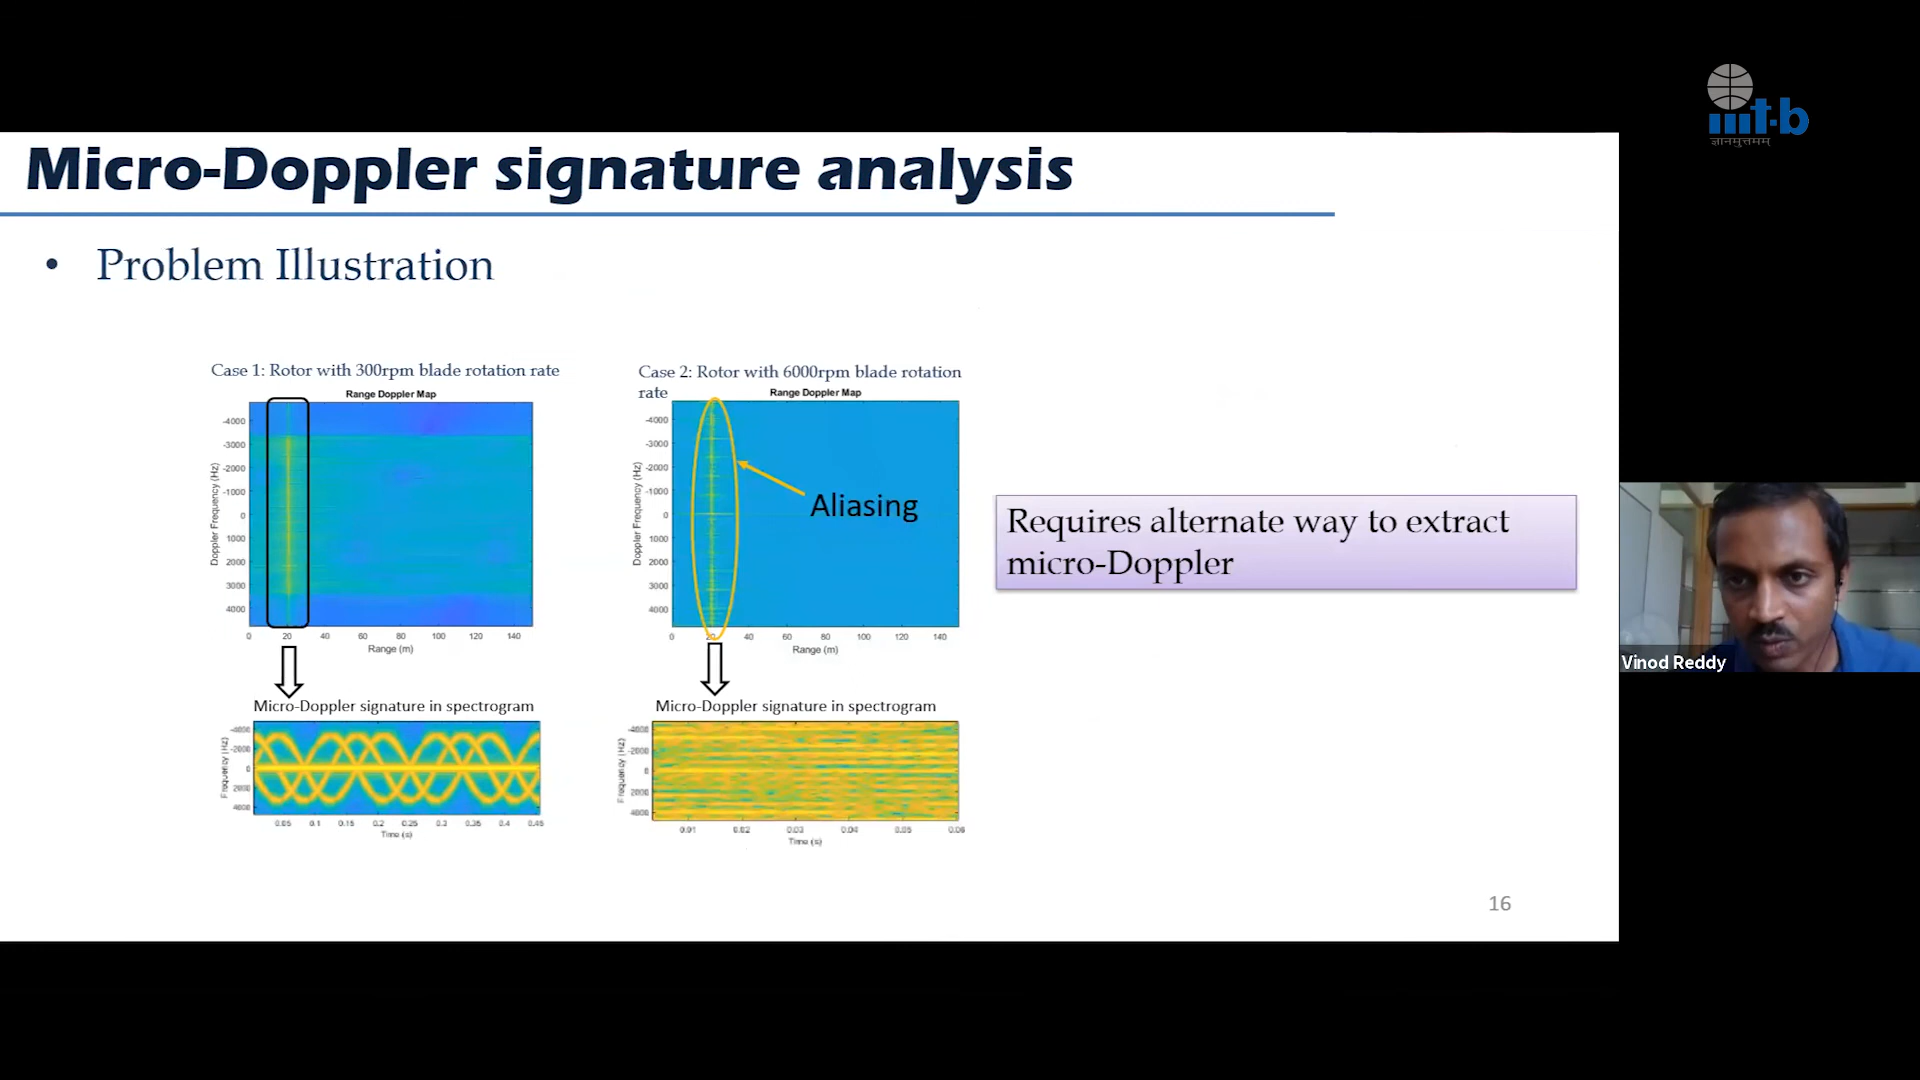 iiit-b
ज्ञानमुत्तमम्
Micro-Doppler signature analysis
• Problem Illustration
Case 1: Rotor with 300rpm blade rotation rate
Range Doppler Map
Doppler Frequency (Hz)
-4000
-3000
-2000
-1000
0
1000
2000
3000
4000
0 20 40 60 80 100 120 140
Range (m)
Micro-Doppler signature in spectrogram
Frequency (Hz)
-4000
-2000
0
2000
4000
0.05 0.1 0.15 0.2 0.25 0.3 0.35 0.4 0.45
Time (s)
Case 2: Rotor with 6000rpm blade rotation
rate
Range Doppler Map
Doppler Frequency (Hz)
-4000
-3000
-2000
-1000
0
1000
2000
3000
4000
Aliasing
0 20 40 60 80 100 120 140
Range (m)
Micro-Doppler signature in spectrogram
Frequency (Hz)
-4000
-2000
0
2000
4000
0.01 0.02 0.03 0.04 0.05 0.06
Time (s)
Requires alternate way to extract
micro-Doppler
Vinod Reddy
16